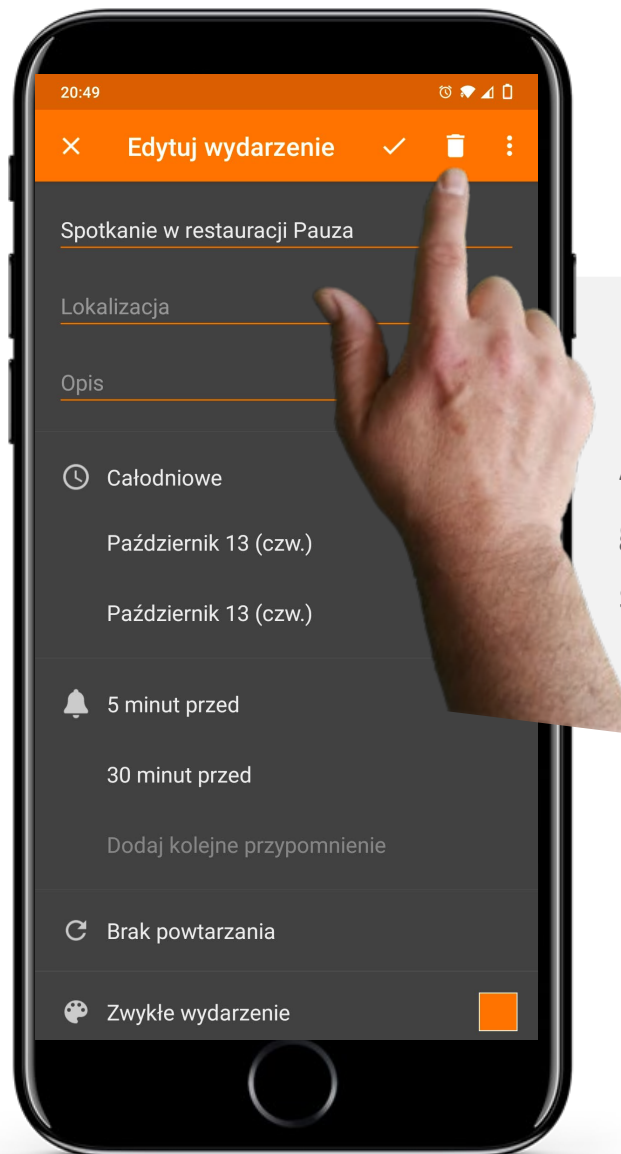 20:49
Edytuj wydarzenie
Spotkanie w restauracji Pauza
Lokalizacja
Opis
Całodniowe
Październik 13 (czw.)
Październik 13 (czw.)
5 minut przed
30 minut przed
Dodaj kolejne przypomnienie
Brak powtarzania
Zwykłe wydarzenie